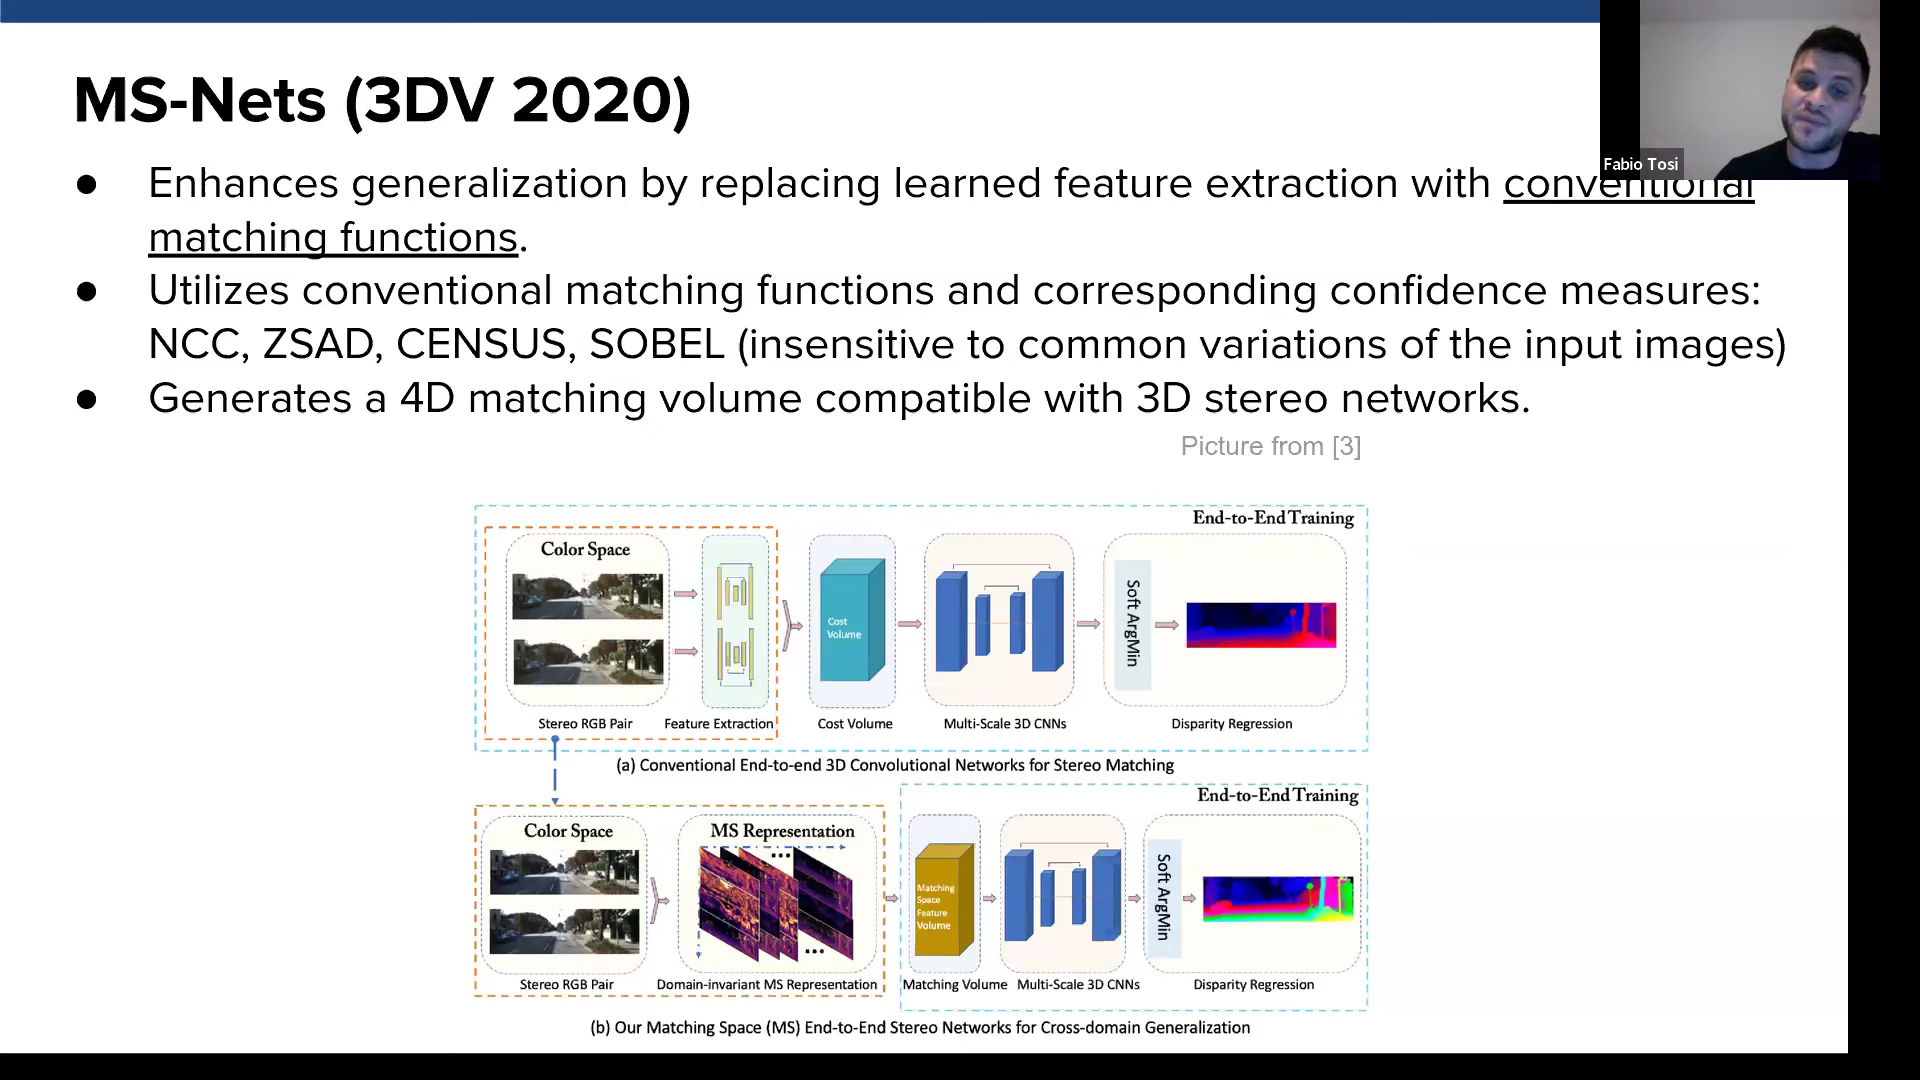 MS-Nets (3DV 2020)
Fabio Tosi
● Enhances generalization by replacing learned feature extraction with conventional
matching functions.
● Utilizes conventional matching functions and corresponding confidence measures:
NCC, ZSAD, CENSUS, SOBEL (insensitive to common variations of the input images)
● Generates a 4D matching volume compatible with 3D stereo networks.
Picture from [3]
End-to-End Training
Color Space
Cost
Volume
Soft ArgMin
Stereo RGB Pair
Feature Extraction
Cost Volume
Multi-Scale 3D CNNs
Disparity Regression
(a) Conventional End-to-end 3D Convolutional Networks for Stereo Matching
End-to-End Training
Color Space
MS Representation
Matching
Space
Feature
Volume
Soft ArgMin
Stereo RGB Pair
Domain-invariant MS Representation
Matching Volume
Multi-Scale 3D CNNs
Disparity Regression
(b) Our Matching Space (MS) End-to-End Stereo Networks for Cross-domain Generalization